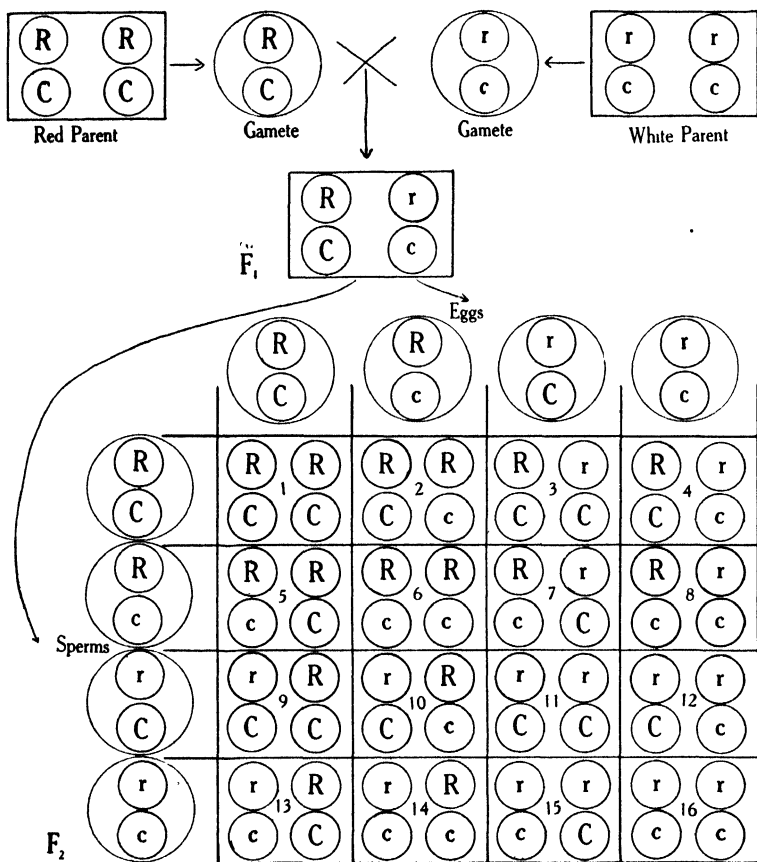 R R R r r r
C C C c c c
Red Parent Gamete Gamete White Parent
R r
C c
F₁
Eggs
R R r r
C c C c
R R R R R R r R r
1 2 3 4
C C C C c C C C c
R R R R R R r R r
5 6 7 8
c c C c c c C c c
Sperms
r r R r R r r r r
9 10 11 12
C C C C c C C C c
r r R r R r r r r
13 14 15 16
c c C c c c C c c
F₂